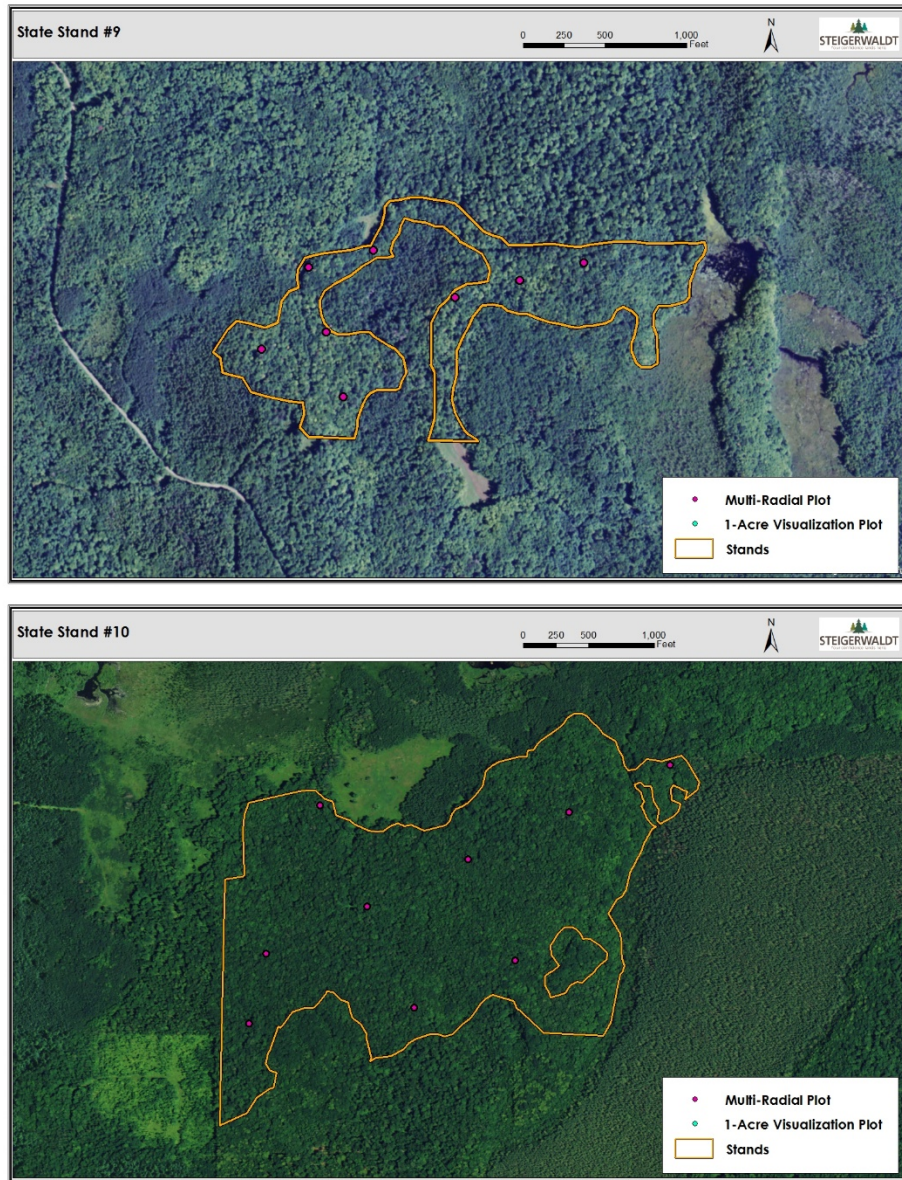 State Stand #9
0 250 500 1,000
Feet
N
STEIGERWALDT
Multi-Radial Plot
1-Acre Visualization Plot
Stands
State Stand #10
0 250 500 1,000
Feet
N
STEIGERWALDT
Multi-Radial Plot
1-Acre Visualization Plot
Stands